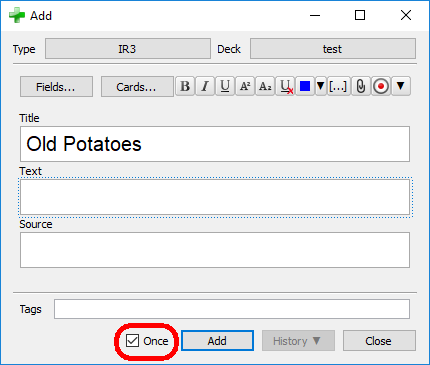 Add
Type IR3 Deck test
Fields... Cards... B I U A² A₂ U [...] 
Title
Old Potatoes
Text
Source
Tags
Once Add History ▼ Close